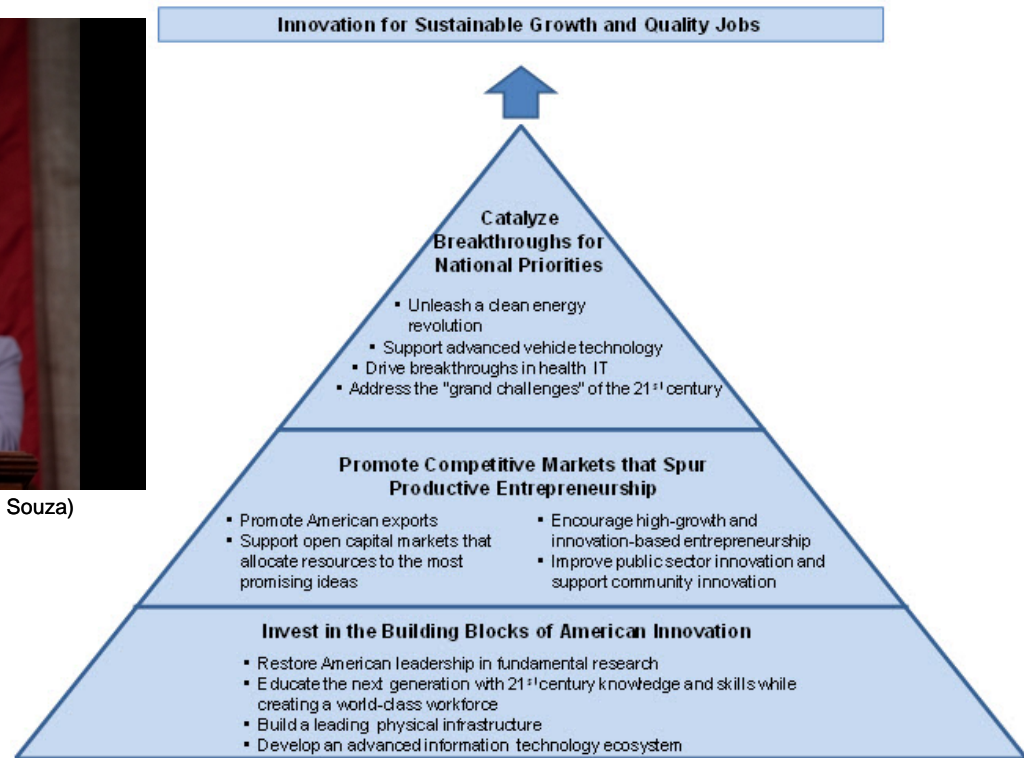 Innovation for Sustainable Growth and Quality Jobs
Catalyze
Breakthroughs for
National Priorities
▪ Unleash a clean energy
revolution
▪ Support advanced vehicle technology
▪ Drive breakthroughs in health IT
▪ Address the "grand challenges" of the 21st century
Promote Competitive Markets that Spur
Productive Entrepreneurship
▪ Promote American exports
▪ Support open capital markets that
allocate resources to the most
promising ideas
▪ Encourage high-growth and
innovation-based entrepreneurship
▪ Improve public sector innovation and
support community innovation
Souza)
Invest in the Building Blocks of American Innovation
▪ Restore American leadership in fundamental research
▪ Educate the next generation with 21st century knowledge and skills while
creating a world-class workforce
▪ Build a leading physical infrastructure
▪ Develop an advanced information technology ecosystem